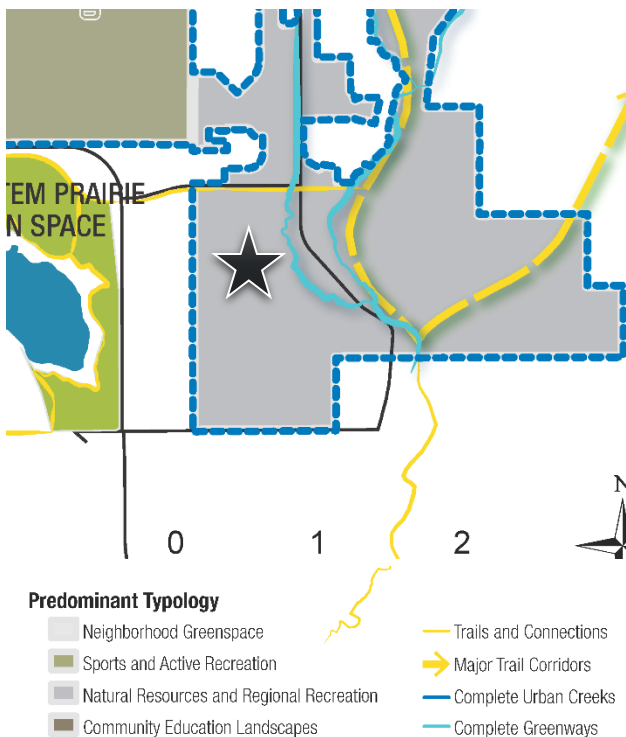 TEM PRAIRIE
N SPACE
N
0 1 2
Predominant Typology
Neighborhood Greenspace
Sports and Active Recreation
Natural Resources and Regional Recreation
Community Education Landscapes
Trails and Connections
Major Trail Corridors
Complete Urban Creeks
Complete Greenways